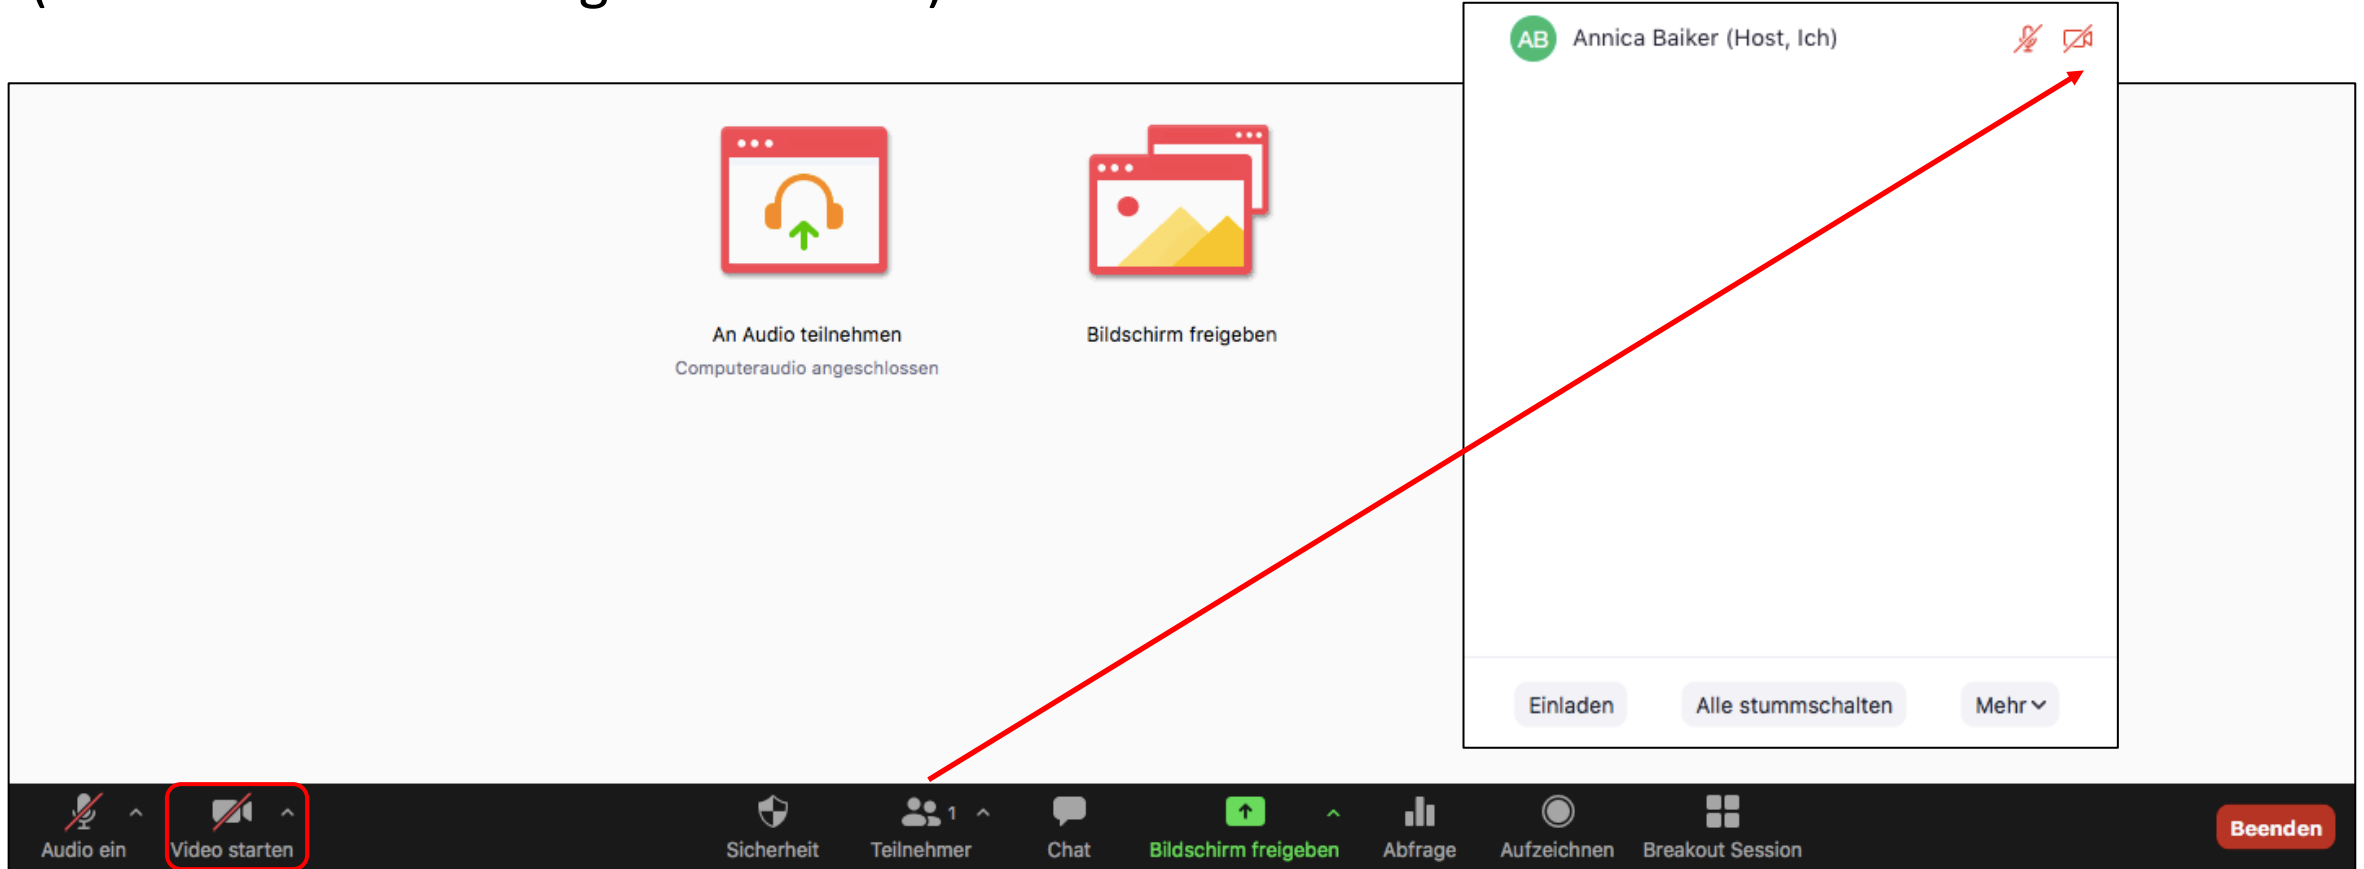 AB Annica Baiker (Host, Ich)
An Audio teilnehmen
Computeraudio angeschlossen
Bildschirm freigeben
Einladen Alle stummschalten Mehr
Audio ein Video starten Sicherheit 1 Teilnehmer Chat Bildschirm freigeben Abfrage Aufzeichnen Breakout Session Beenden